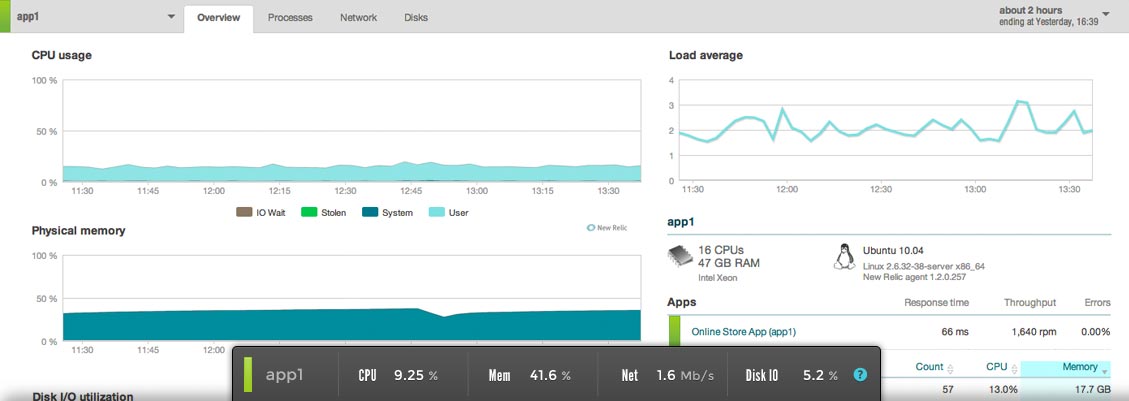 app1
Overview
Processes
Network
Disks
about 2 hours
ending at Yesterday, 16:39
CPU usage
100 %
50 %
0 %
11:30 11:45 12:00 12:15 12:30 12:45 13:00 13:15 13:30
IO Wait Stolen System User
Physical memory
New Relic
100 %
50 %
0 %
11:30 11:45 12:00
Disk I/O utilization
Load average
4
3
2
1
0
11:30 12:00 12:30 13:00 13:30
app1
16 CPUs
47 GB RAM
Intel Xeon
Ubuntu 10.04
Linux 2.6.32-38-server x86_64
New Relic agent 1.2.0.257
Apps Response time Throughput Errors
Online Store App (app1) 66 ms 1,640 rpm 0.00%
Count CPU Memory
57 13.0% 17.7 GB
app1 CPU 9.25 % Mem 41.6 % Net 1.6 Mb/s Disk IO 5.2 % ?